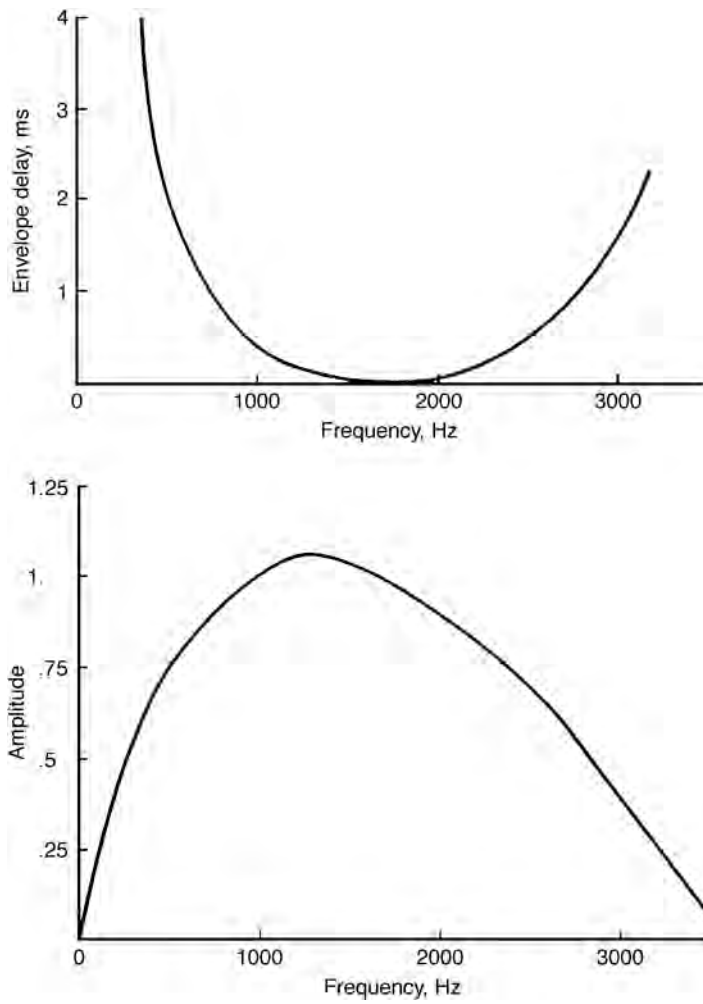 4
3
2
1
Envelope delay, ms
0 1000 2000 3000
Frequency, Hz
1.25
1.
.75
.5
.25
Amplitude
0 1000 2000 3000
Frequency, Hz